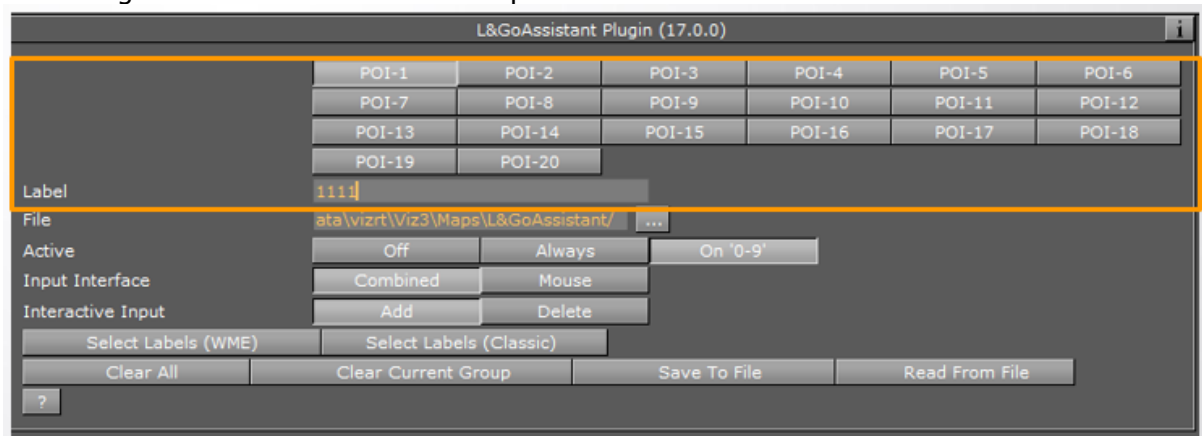 L&GoAssistant Plugin (17.0.0) i
POI-1 POI-2 POI-3 POI-4 POI-5 POI-6
POI-7 POI-8 POI-9 POI-10 POI-11 POI-12
POI-13 POI-14 POI-15 POI-16 POI-17 POI-18
POI-19 POI-20
Label 1111
File ata\vizrt\Viz3\Maps\L&GoAssistant/ ...
Active Off Always On '0-9'
Input Interface Combined Mouse
Interactive Input Add Delete
Select Labels (WME) Select Labels (Classic)
Clear All Clear Current Group Save To File Read From File
?